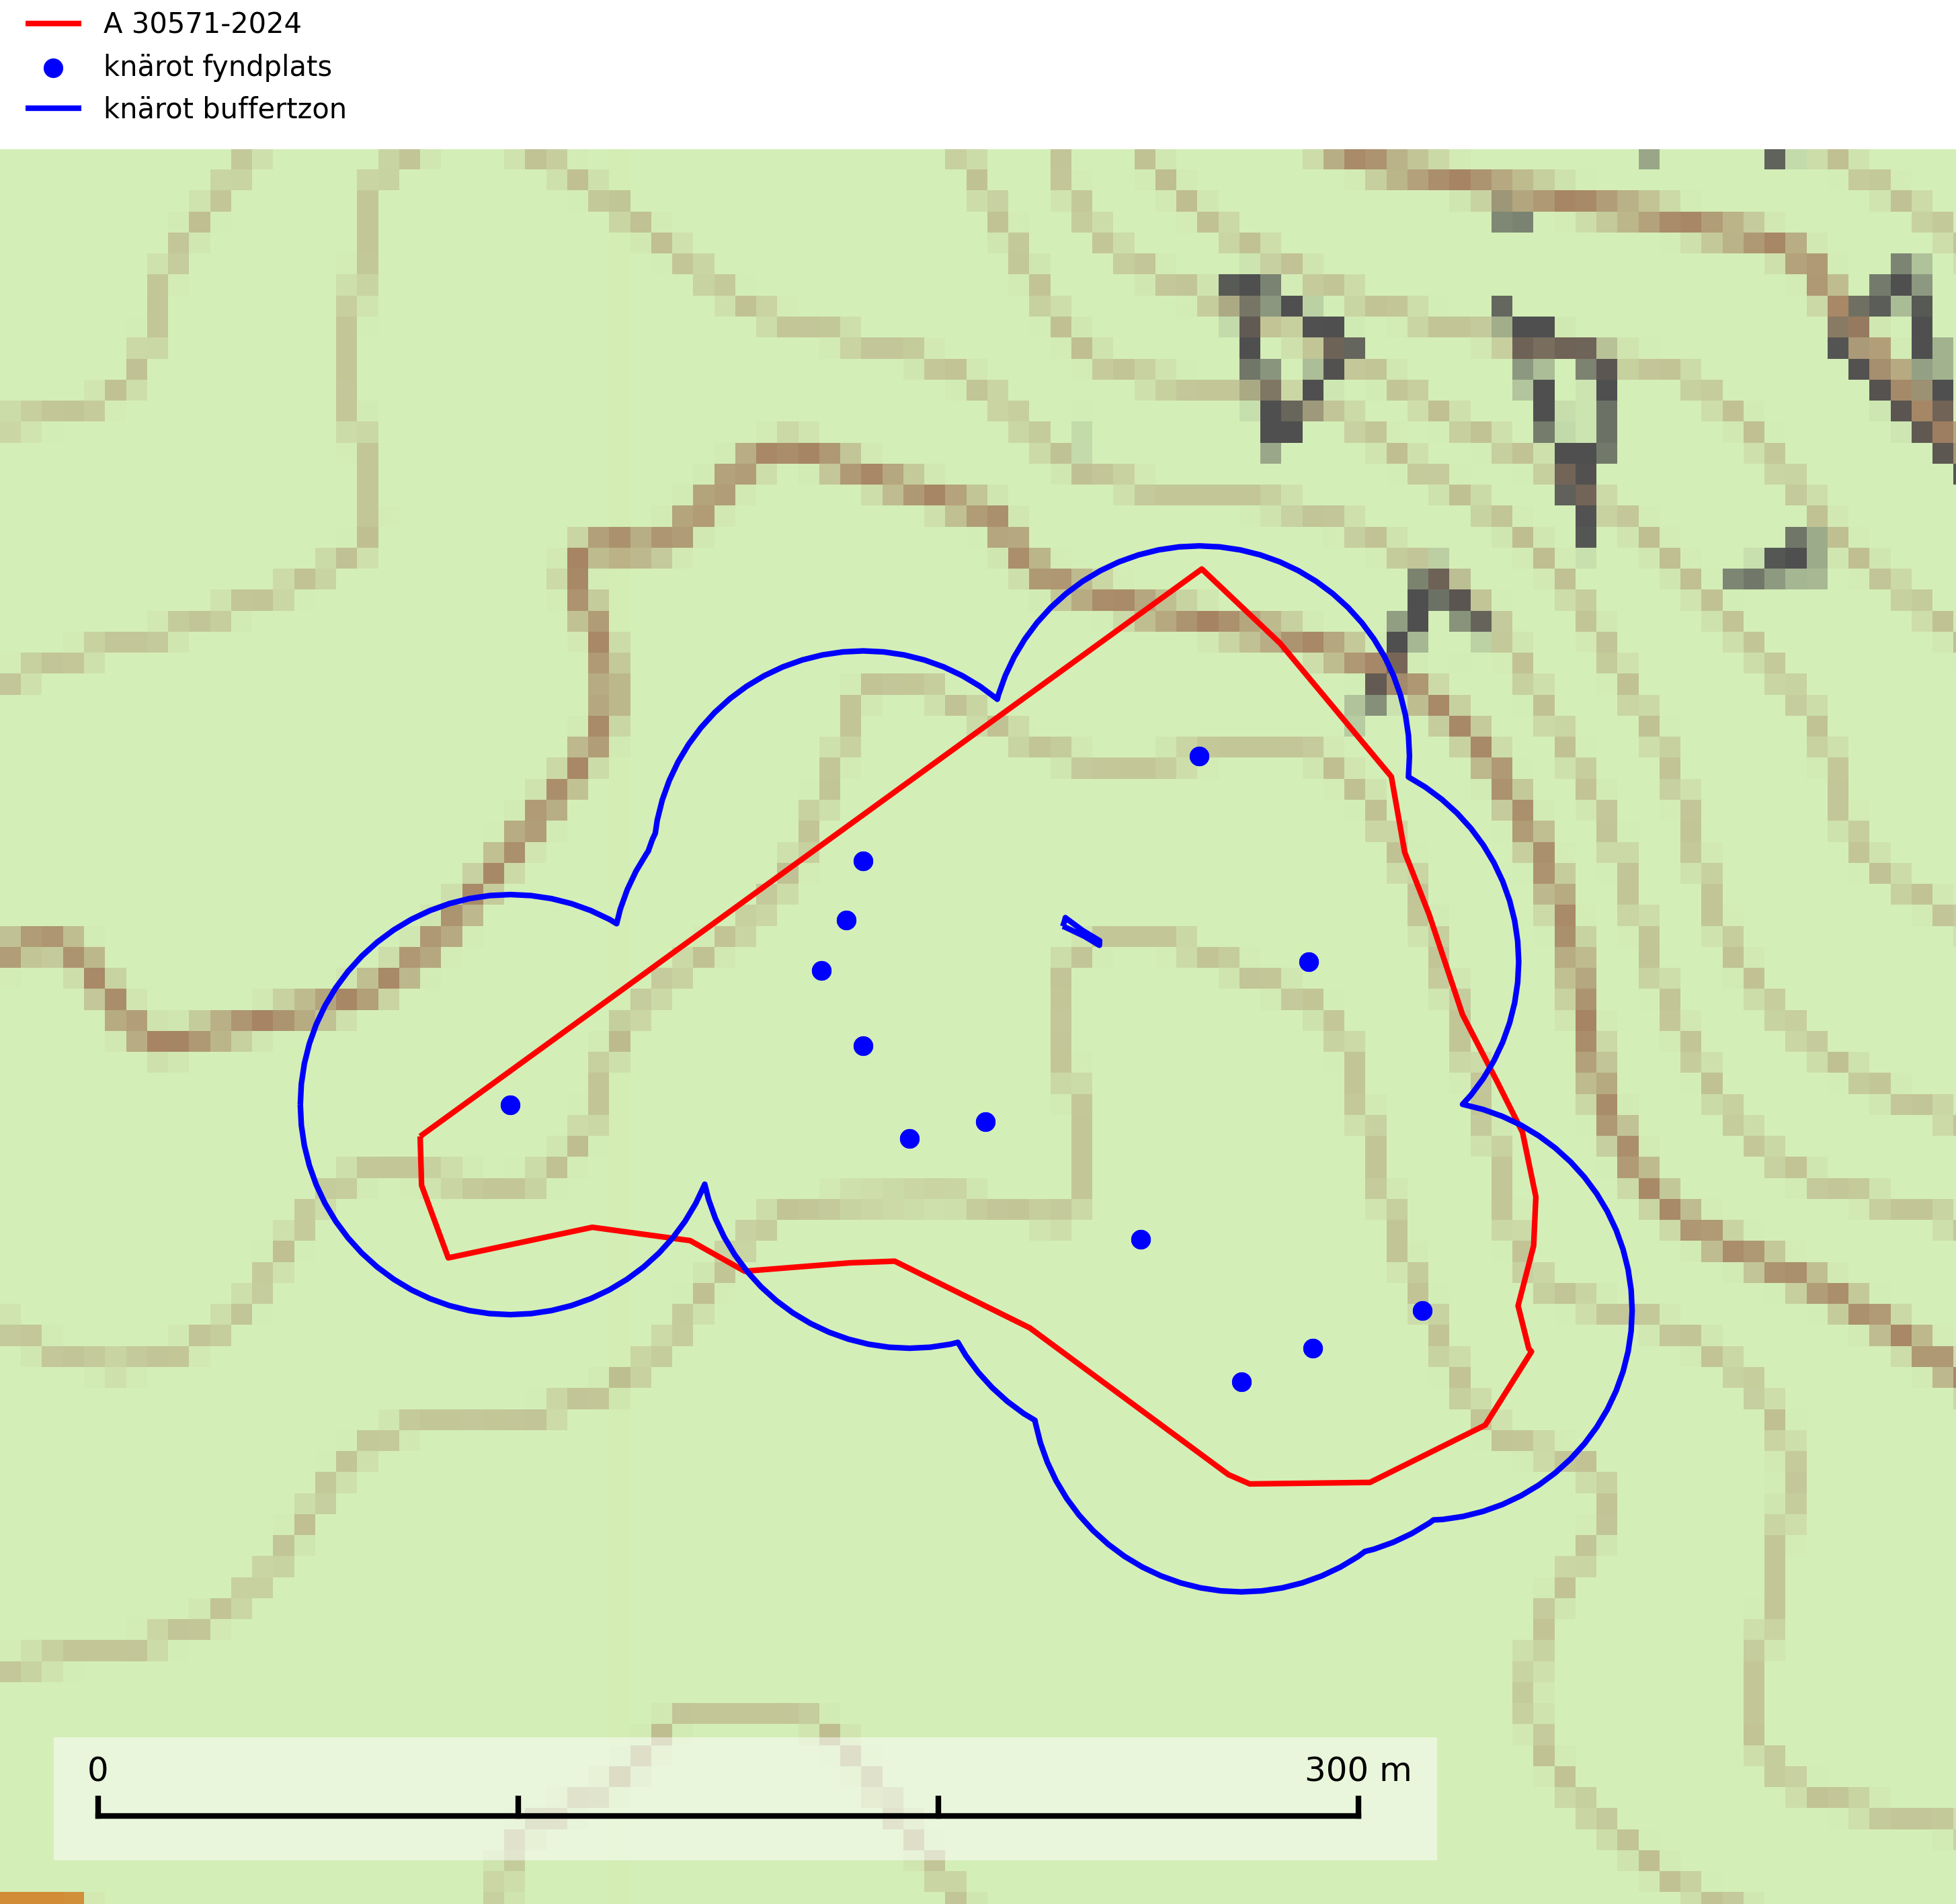 A 30571-2024
knärot fyndplats
knärot buffertzon
0 300 m